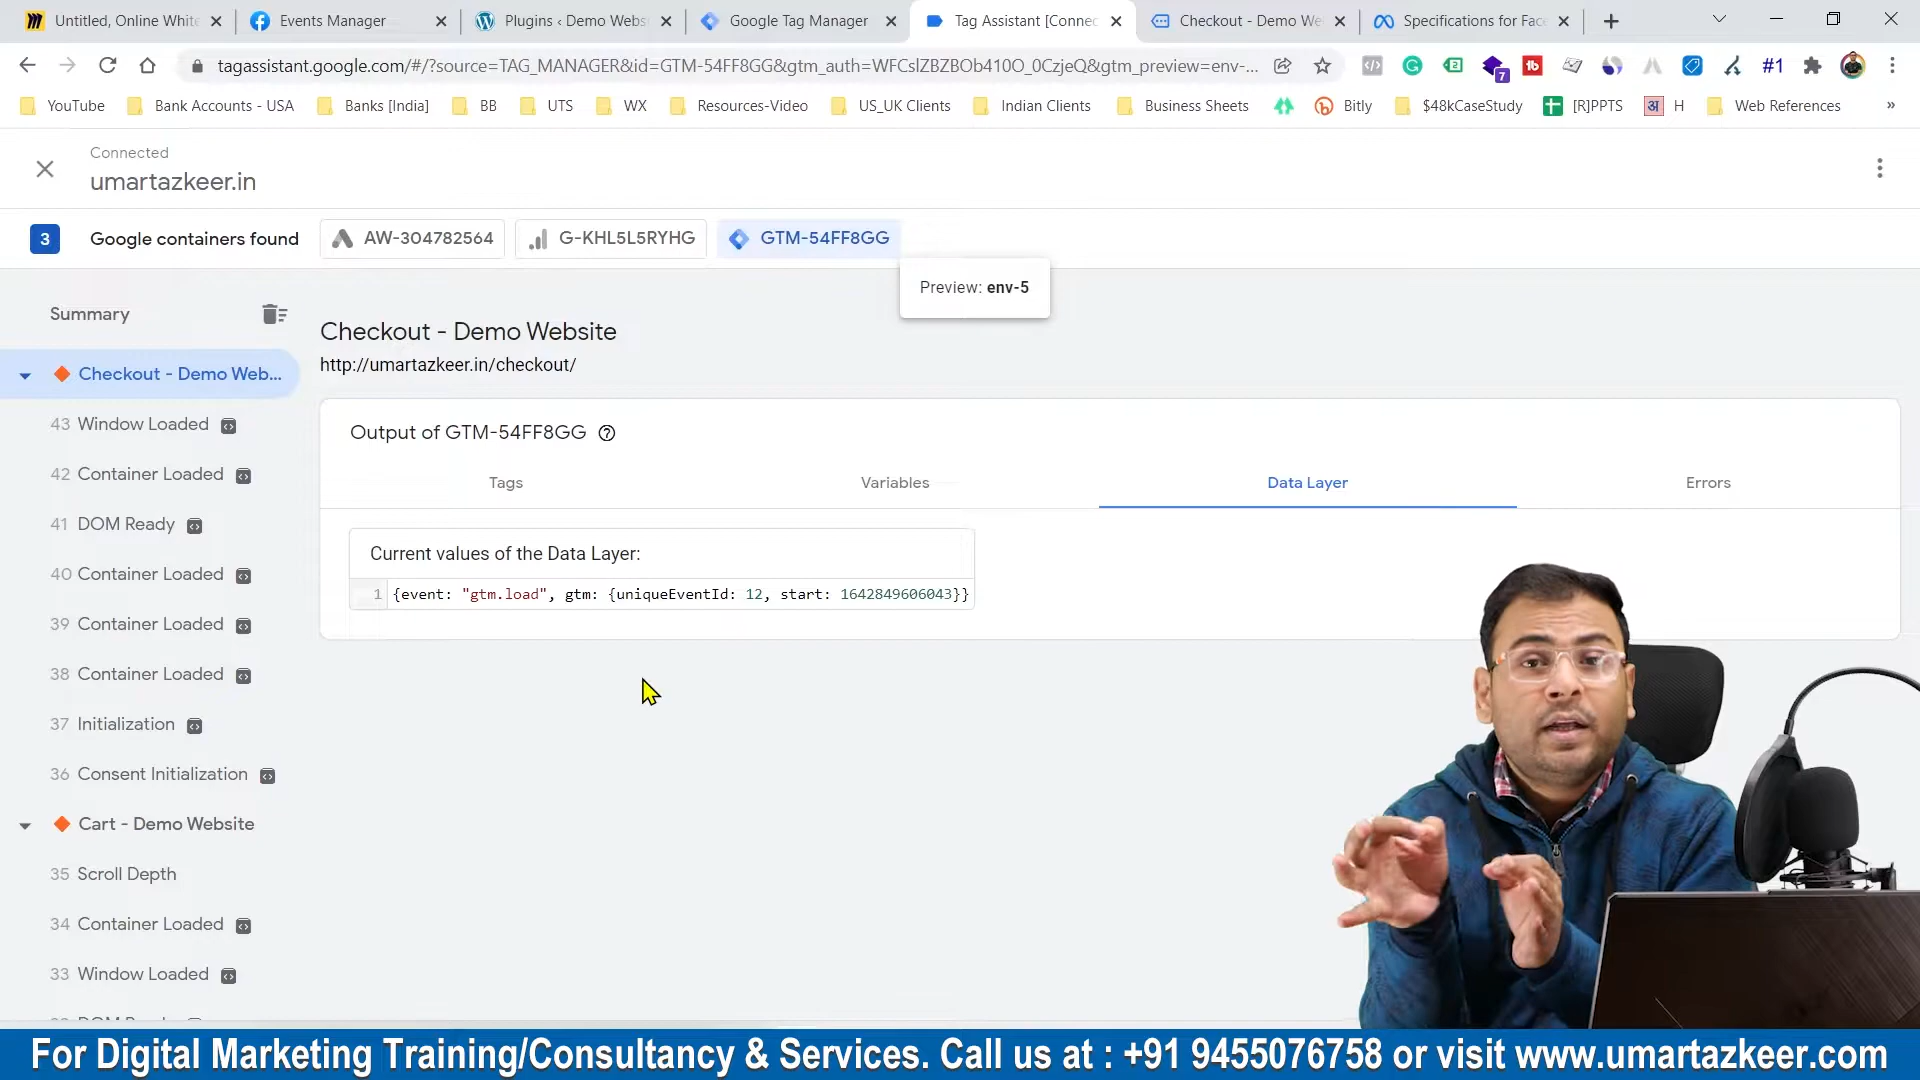 Untitled, Online White
Events Manager
Plugins ‹ Demo Webs
Google Tag Manager
Tag Assistant [Connec
Checkout - Demo We
Specifications for Face
tagassistant.google.com/#/?source=TAG_MANAGER&id=GTM-54FF8GG&gtm_auth=WFCslZBZBOb410O_0CzjeQ&gtm_preview=env-...
7
#1
YouTube
Bank Accounts - USA
Banks [India]
BB
UTS
WX
Resources-Video
US_UK Clients
Indian Clients
Business Sheets
Bitly
$48kCaseStudy
[R]PPTS
अ
H
Web References
»
Connected
umartazkeer.in
3
Google containers found
AW-304782564
G-KHL5L5RYHG
GTM-54FF8GG
Preview: env-5
Summary
Checkout - Demo Web...
43 Window Loaded
42 Container Loaded
41 DOM Ready
40 Container Loaded
39 Container Loaded
38 Container Loaded
37 Initialization
36 Consent Initialization
Cart - Demo Website
35 Scroll Depth
34 Container Loaded
33 Window Loaded
Checkout - Demo Website
http://umartazkeer.in/checkout/
Output of GTM-54FF8GG
Tags
Variables
Data Layer
Errors
Current values of the Data Layer:
1 {event: "gtm.load", gtm: {uniqueEventId: 12, start: 1642849606043}}
For Digital Marketing Training/Consultancy & Services. Call us at : +91 9455076758 or visit www.umartazkeer.com